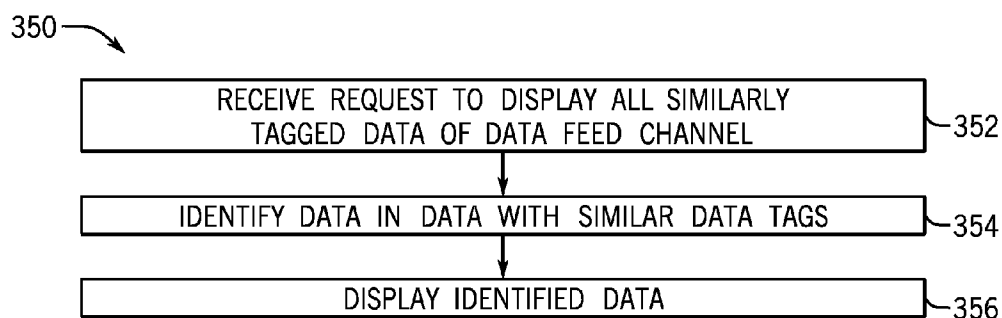 350
RECEIVE REQUEST TO DISPLAY ALL SIMILARLY
TAGGED DATA OF DATA FEED CHANNEL
352
IDENTIFY DATA IN DATA WITH SIMILAR DATA TAGS
354
DISPLAY IDENTIFIED DATA
356